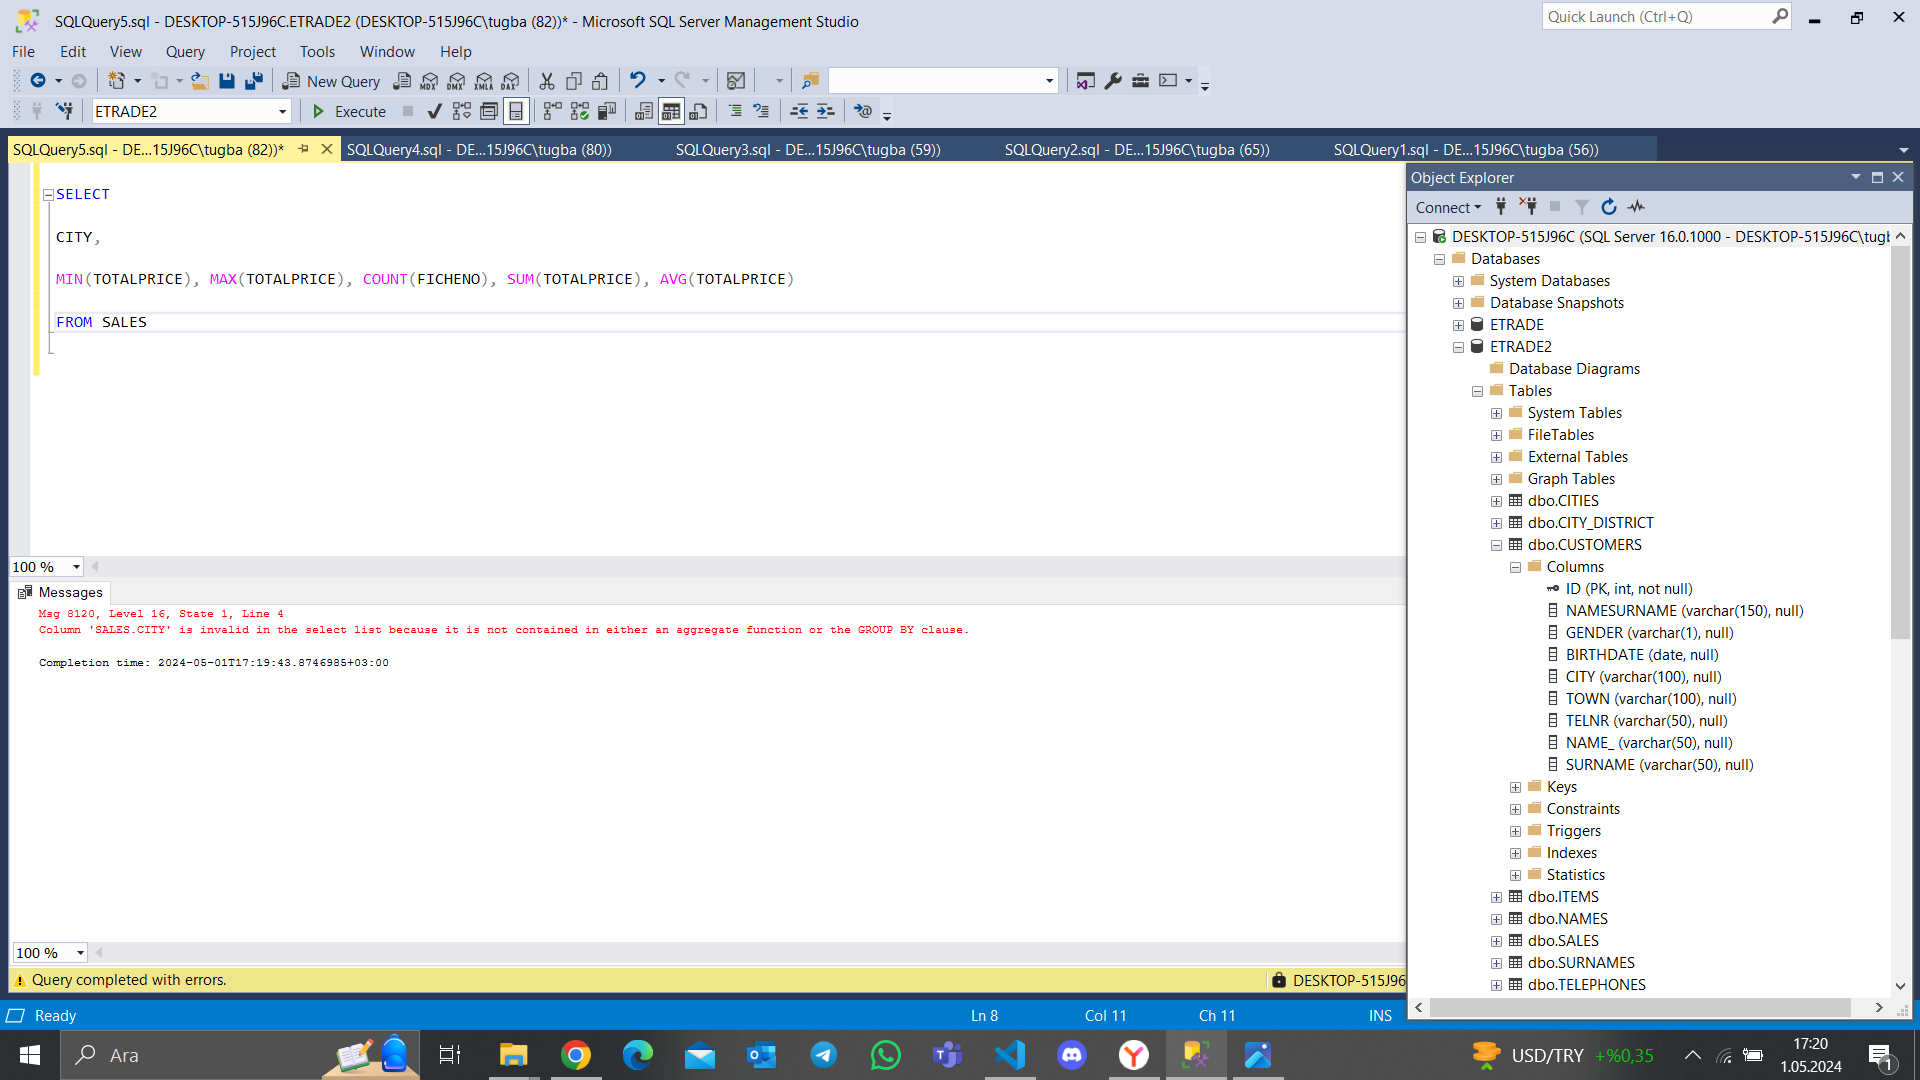 SQLQuery5.sql - DESKTOP-515J96C.ETRADE2 (DESKTOP-515J96C\tugba (82))* - Microsoft SQL Server Management Studio
Quick Launch (Ctrl+Q)
File Edit View Query Project Tools Window Help
New Query MDX DMX XMLA DAX
ETRADE2 Execute
SQLQuery5.sql - DE...15J96C\tugba (82))* SQLQuery4.sql - DE...15J96C\tugba (80)) SQLQuery3.sql - DE...15J96C\tugba (59)) SQLQuery2.sql - DE...15J96C\tugba (65)) SQLQuery1.sql - DE...15J96C\tugba (56))
SELECT
CITY,
MIN(TOTALPRICE), MAX(TOTALPRICE), COUNT(FICHENO), SUM(TOTALPRICE), AVG(TOTALPRICE)
FROM SALES
100 %
Messages
Msg 8120, Level 16, State 1, Line 4
Column 'SALES.CITY' is invalid in the select list because it is not contained in either an aggregate function or the GROUP BY clause.
Completion time: 2024-05-01T17:19:43.8746985+03:00
100 %
Query completed with errors.
DESKTOP-515J96
Object Explorer
Connect
DESKTOP-515J96C (SQL Server 16.0.1000 - DESKTOP-515J96C\tugb
Databases
System Databases
Database Snapshots
ETRADE
ETRADE2
Database Diagrams
Tables
System Tables
FileTables
External Tables
Graph Tables
dbo.CITIES
dbo.CITY_DISTRICT
dbo.CUSTOMERS
Columns
ID (PK, int, not null)
NAMESURNAME (varchar(150), null)
GENDER (varchar(1), null)
BIRTHDATE (date, null)
CITY (varchar(100), null)
TOWN (varchar(100), null)
TELNR (varchar(50), null)
NAME_ (varchar(50), null)
SURNAME (varchar(50), null)
Keys
Constraints
Triggers
Indexes
Statistics
dbo.ITEMS
dbo.NAMES
dbo.SALES
dbo.SURNAMES
dbo.TELEPHONES
Ready Ln 8 Col 11 Ch 11 INS
Ara
USD/TRY +%0,35
17:20
1.05.2024
1